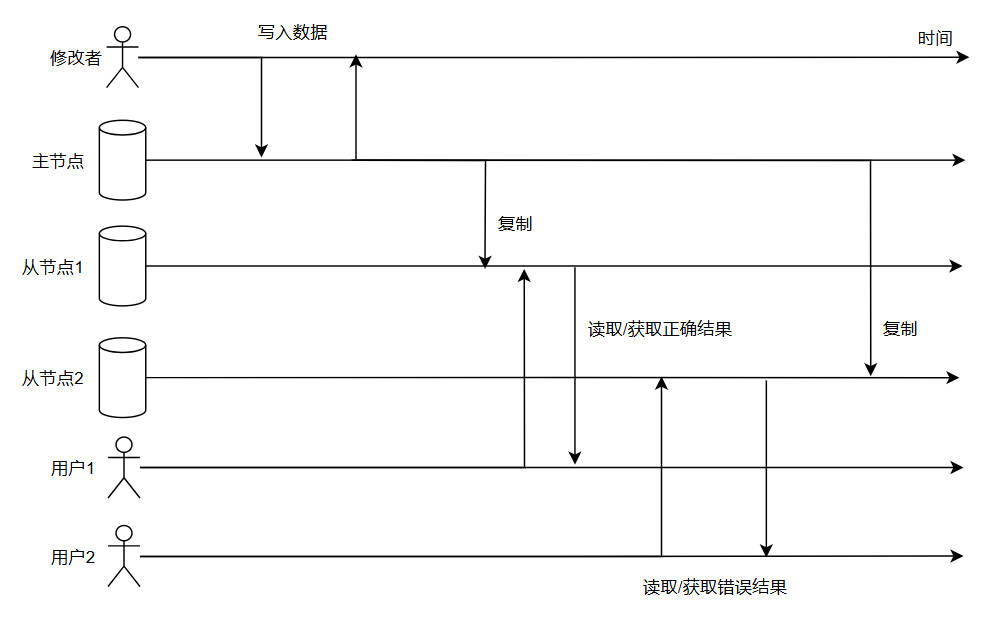 写入数据
时间
修改者
主节点
复制
从节点1
读取/获取正确结果
复制
从节点2
用户1
用户2
读取/获取错误结果